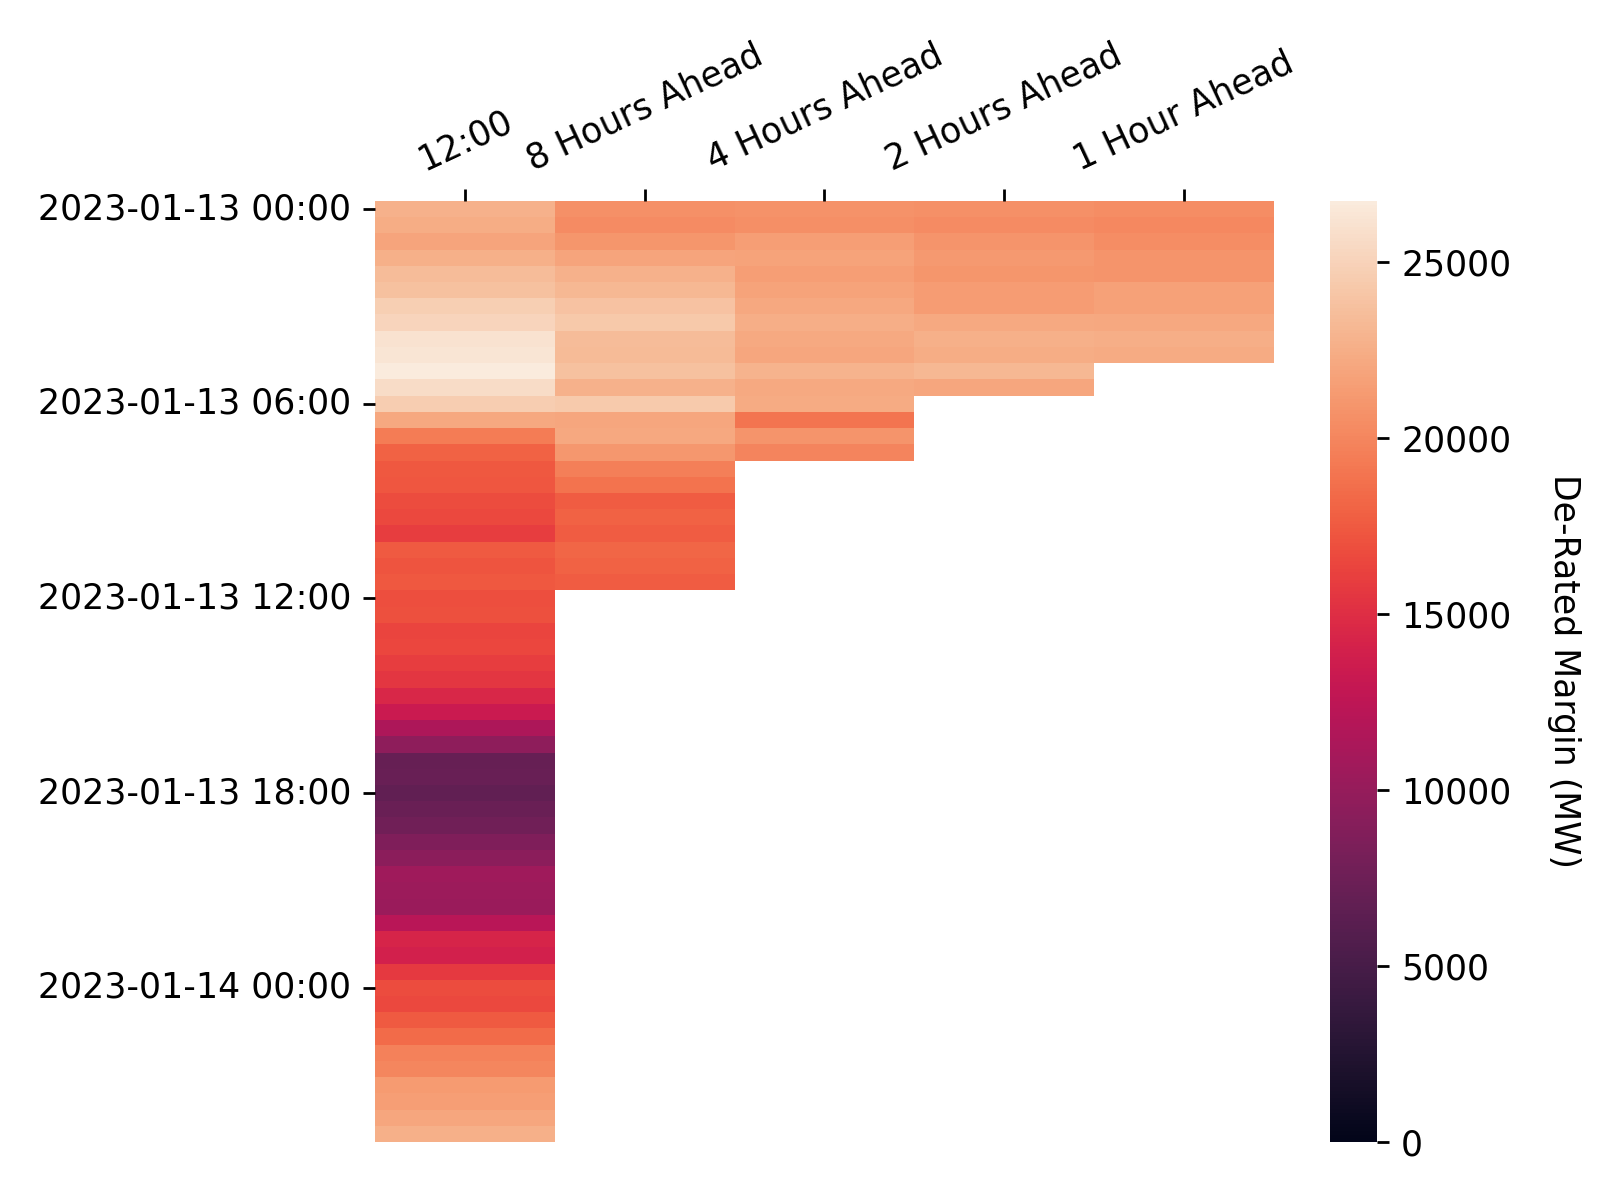 12:00
8 Hours Ahead
4 Hours Ahead
2 Hours Ahead
1 Hour Ahead
2023-01-13 00:00
2023-01-13 06:00
2023-01-13 12:00
2023-01-13 18:00
2023-01-14 00:00
25000
20000
15000
10000
5000
0
De-Rated Margin (MW)